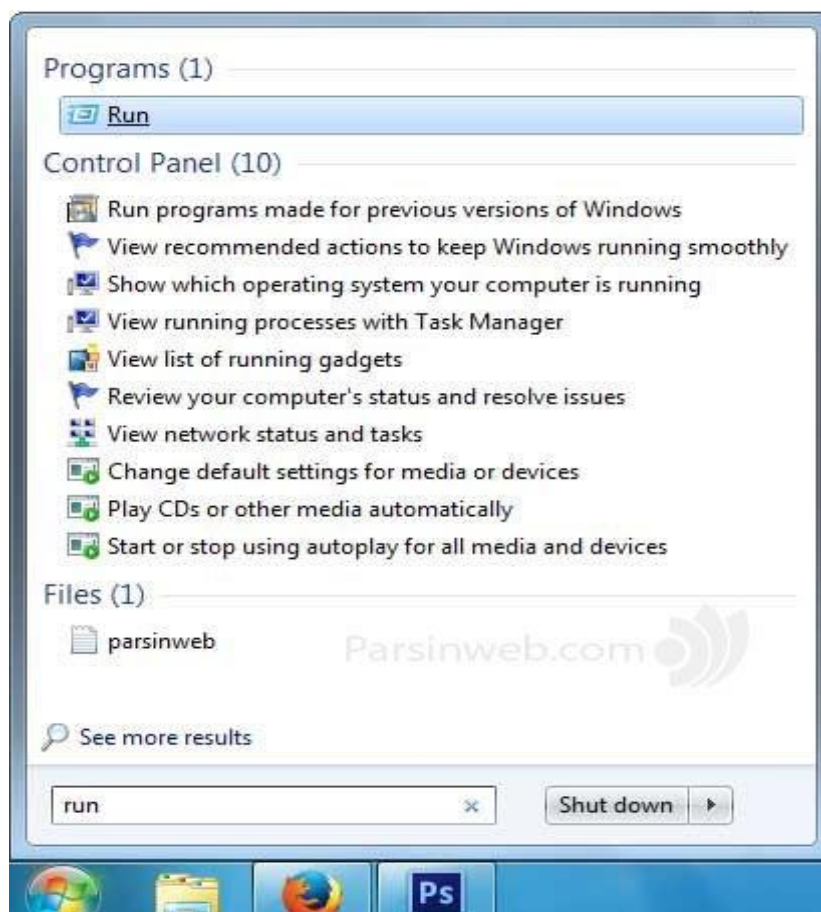 Programs (1)
Run
Control Panel (10)
Run programs made for previous versions of Windows
View recommended actions to keep Windows running smoothly
Show which operating system your computer is running
View running processes with Task Manager
View list of running gadgets
Review your computer's status and resolve issues
View network status and tasks
Change default settings for media or devices
Play CDs or other media automatically
Start or stop using autoplay for all media and devices
Files (1)
parsinweb
Parsinweb.com
See more results
run
Shut down
Ps